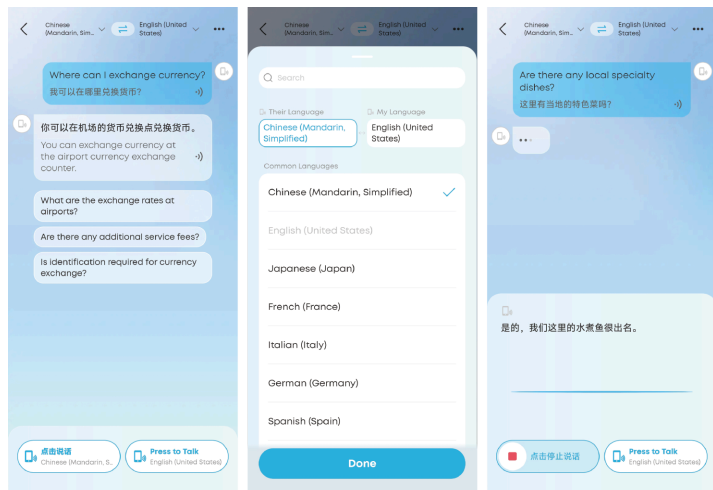 Chinese
(Mandarin, Sim...
English (United
States)
Where can I exchange currency?
我可以在哪里兑换货币？
你可以在机场的货币兑换点兑换货币。
You can exchange currency at
the airport currency exchange
counter.
What are the exchange rates at
airports?
Are there any additional service fees?
Is identification required for currency
exchange?
点击说话
Chinese (Mandarin, S...
Press to Talk
English (United States)
Chinese
(Mandarin, Sim...
English (United
States)
Search
Their Language
My Language
Chinese (Mandarin,
Simplified)
English (United
States)
Common Languages
Chinese (Mandarin, Simplified)
English (United States)
Japanese (Japan)
French (France)
Italian (Italy)
German (Germany)
Spanish (Spain)
Done
Chinese
(Mandarin, Sim...
English (United
States)
Are there any local specialty
dishes?
这里有当地的特色菜吗？
是的，我们这里的水煮鱼很出名。
点击停止说话
Press to Talk
English (United States)